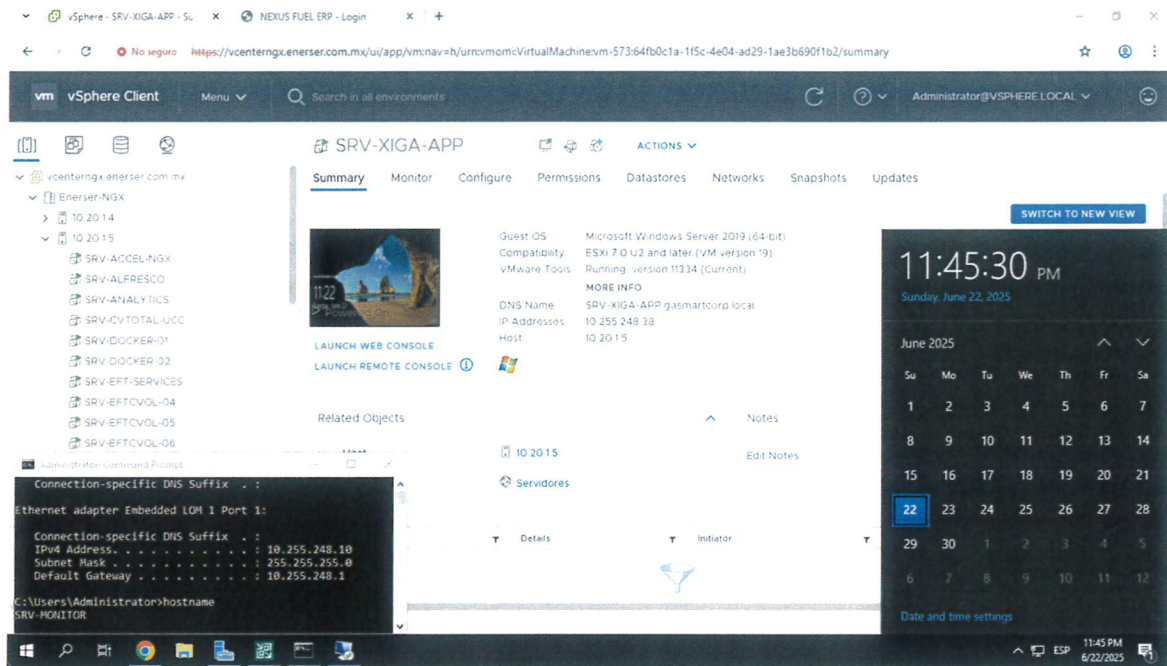 vSphere - SRV-XIGA-APP - Su
NEXUS FUEL ERP - Login
No seguro https://vcenterngx.enerser.com.mx/ui/app/vm;nav=h/urn:vmomi:VirtualMachine:vm-573:64fb0c1a-1f5c-4e04-ad29-1ae3b690f1b2/summary
vm vSphere Client Menu Search in all environments Administrator@VSPHERE.LOCAL
SRV-XIGA-APP ACTIONS
Summary Monitor Configure Permissions Datastores Networks Snapshots Updates
SWITCH TO NEW VIEW
vcenterngx.enerser.com.mx
Enerser-NGX
10.20.1.4
10.20.1.5
SRV-ACCEL-NGX
SRV-ALFRESCO
SRV-ANALYTICS
SRV-CVTOTAL-UCC
SRV-DOCKER-01
SRV-DOCKER-02
SRV-EFT-SERVICES
SRV-EFTCVOL-04
SRV-EFTCVOL-05
SRV-EFTCVOL-06
11:22
Powered On
LAUNCH WEB CONSOLE
LAUNCH REMOTE CONSOLE
Guest OS Microsoft Windows Server 2019 (64-bit)
Compatibility ESXi 7.0 U2 and later (VM version 19)
VMware Tools Running, version:11334 (Current)
MORE INFO
DNS Name SRV-XIGA-APP.gasmartcorp.local
IP Addresses 10.255.248.38
Host 10.20.1.5
Related Objects
Host
10.20.1.5
Servidores
Notes
Edit Notes
Details Initiator
Administrator: Command Prompt
Connection-specific DNS Suffix . :
Ethernet adapter Embedded LOM 1 Port 1:
Connection-specific DNS Suffix . :
IPv4 Address. . . . . . . . . . . : 10.255.248.10
Subnet Mask . . . . . . . . . . . : 255.255.255.0
Default Gateway . . . . . . . . . : 10.255.248.1
C:\Users\Administrator>hostname
SRV-MONITOR
11:45:30 PM
Sunday, June 22, 2025
June 2025
Su Mo Tu We Th Fr Sa
1 2 3 4 5 6 7
8 9 10 11 12 13 14
15 16 17 18 19 20 21
22 23 24 25 26 27 28
29 30 1 2 3 4 5
6 7 8 9 10 11 12
Date and time settings
ESP
11:45 PM
6/22/2025
1